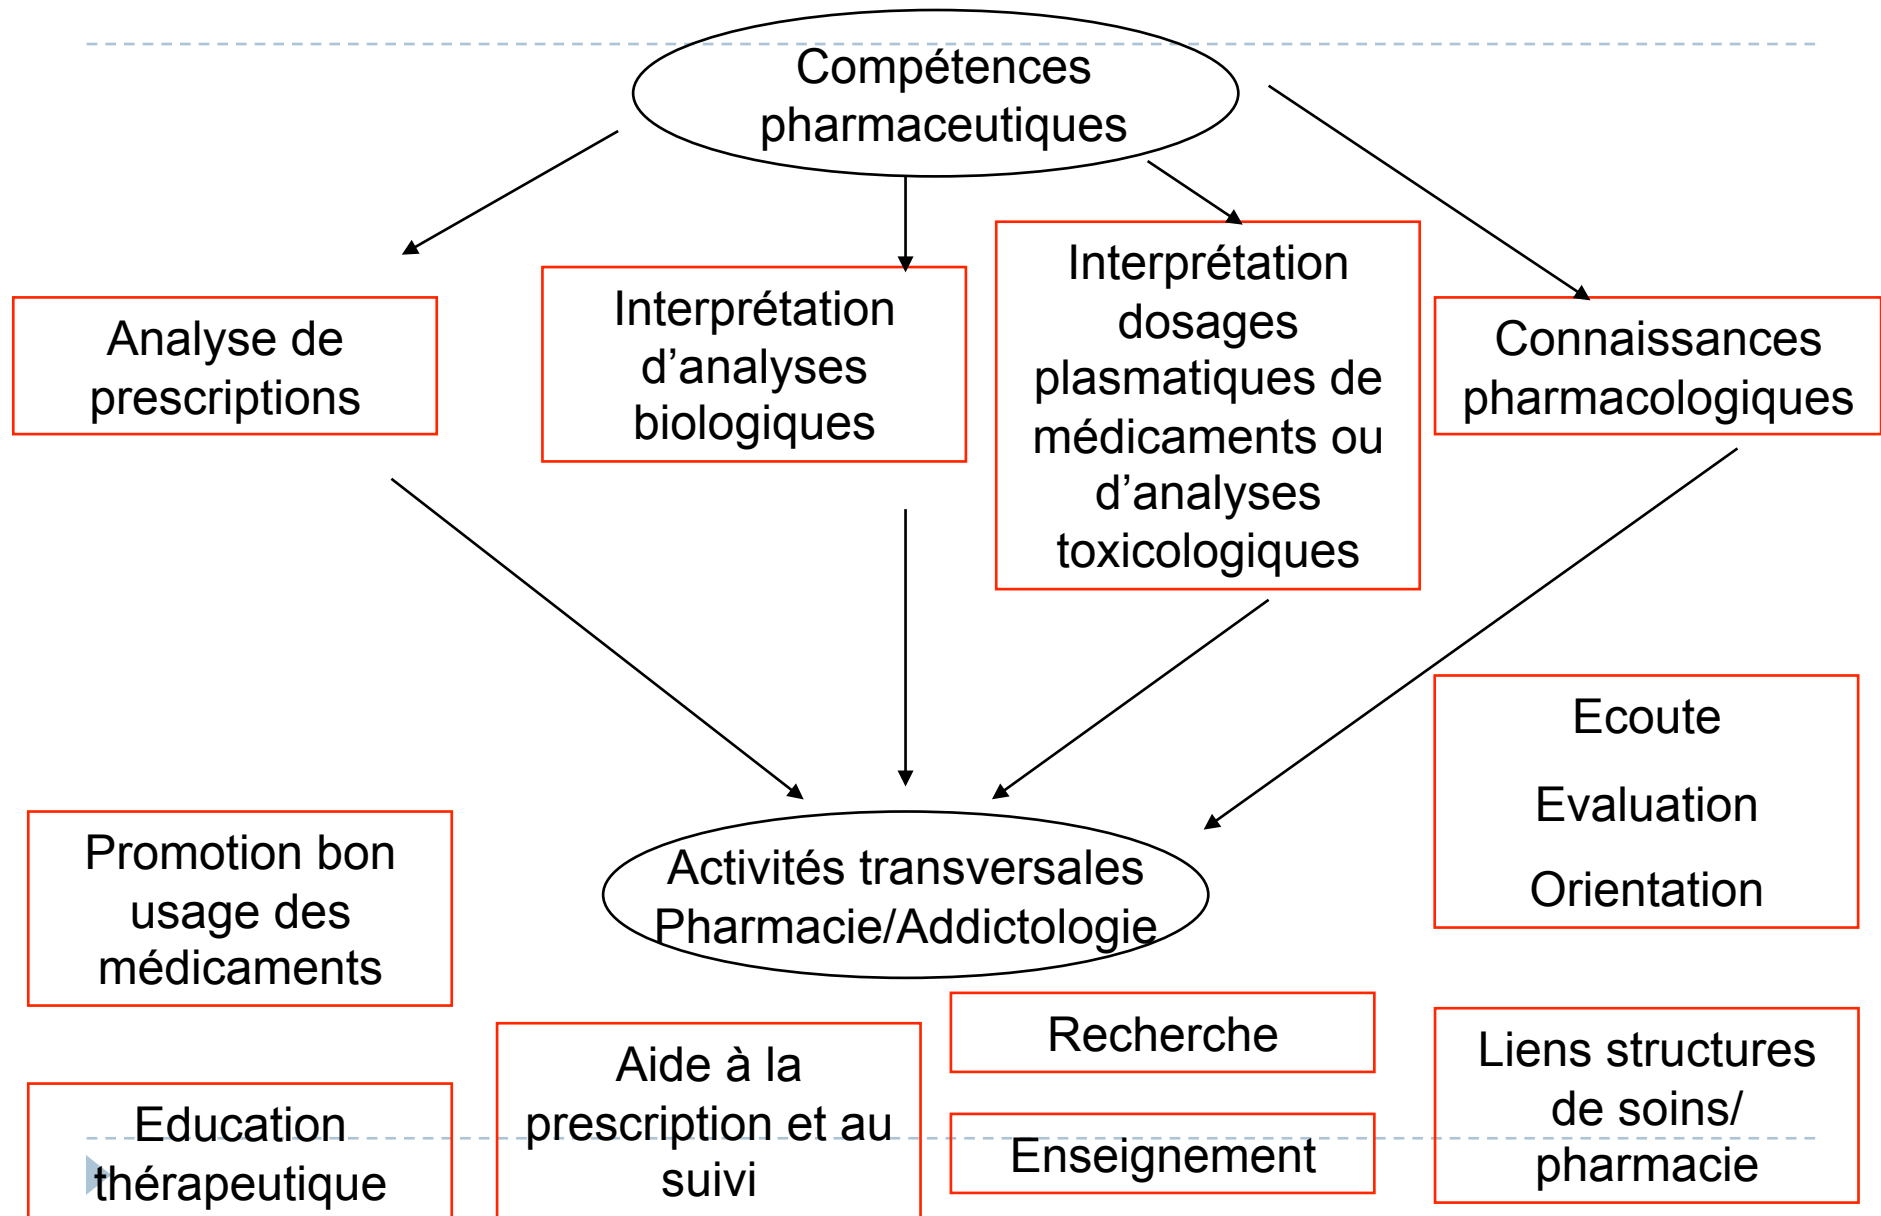 Compétences
pharmaceutiques
Analyse de
prescriptions
Interprétation
d’analyses
biologiques
Interprétation
dosages
plasmatiques de
médicaments ou
d’analyses
toxicologiques
Connaissances
pharmacologiques
Ecoute
Evaluation
Orientation
Promotion bon
usage des
médicaments
Activités transversales
Pharmacie/Addictologie
Education
thérapeutique
Aide à la
prescription et au
suivi
Recherche
Enseignement
Liens structures
de soins/
pharmacie